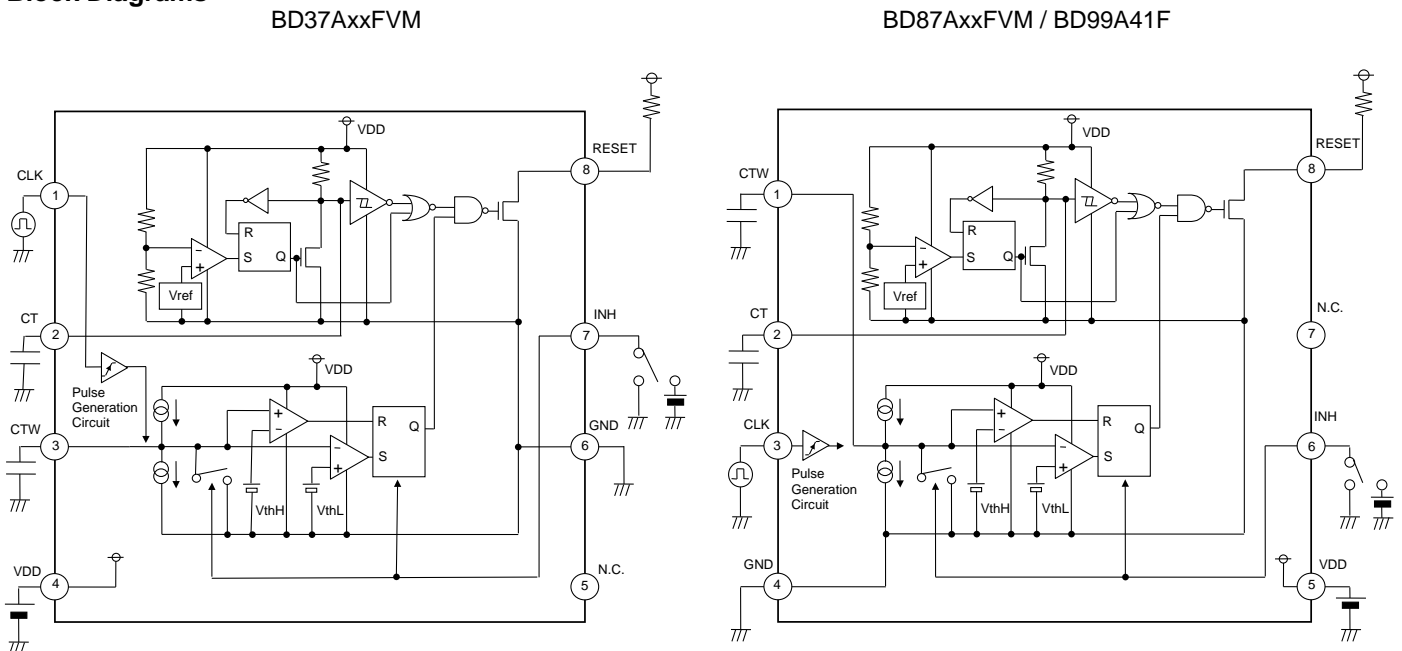 Block Diagrams
BD37AxxFVM
BD87AxxFVM / BD99A41F
VDD
RESET
8
CLK
1
R
S
Q
Vref
CT
2
INH
7
Pulse
Generation
Circuit
VDD
CTW
3
R
S
Q
GND
6
VthH
VthL
VDD
4
N.C.
5
VDD
RESET
8
CTW
1
R
S
Q
Vref
CT
2
N.C.
7
VDD
CLK
3
Pulse
Generation
Circuit
R
S
Q
INH
6
VthH
VthL
GND
4
VDD
5